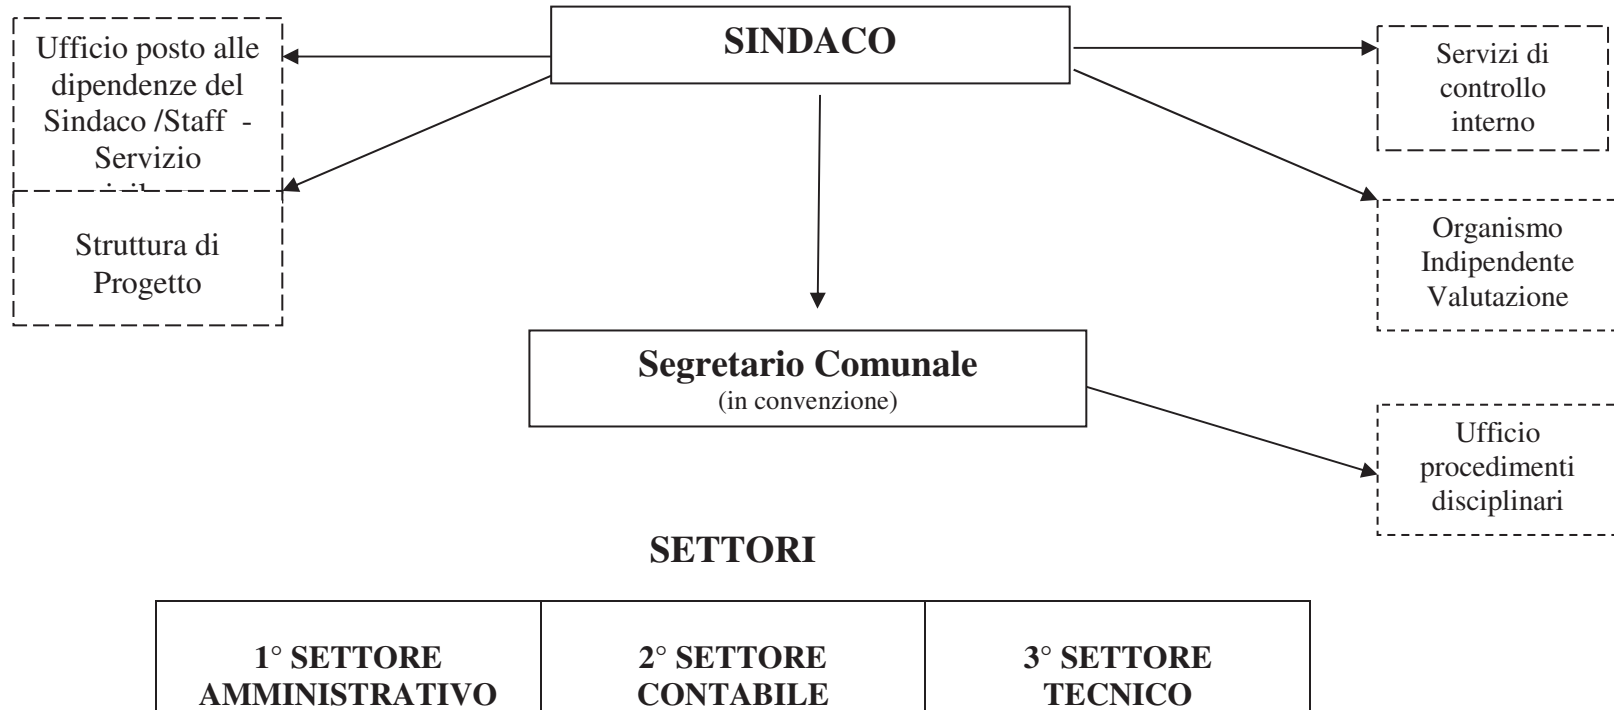 SINDACO
Ufficio posto alle
dipendenze del
Sindaco /Staff -
Servizio
Struttura di
Progetto
Servizi di
controllo
interno
Organismo
Indipendente
Valutazione
Segretario Comunale
(in convenzione)
Ufficio
procedimenti
disciplinari
SETTORI
1° SETTORE
AMMINISTRATIVO
2° SETTORE
CONTABILE
3° SETTORE
TECNICO